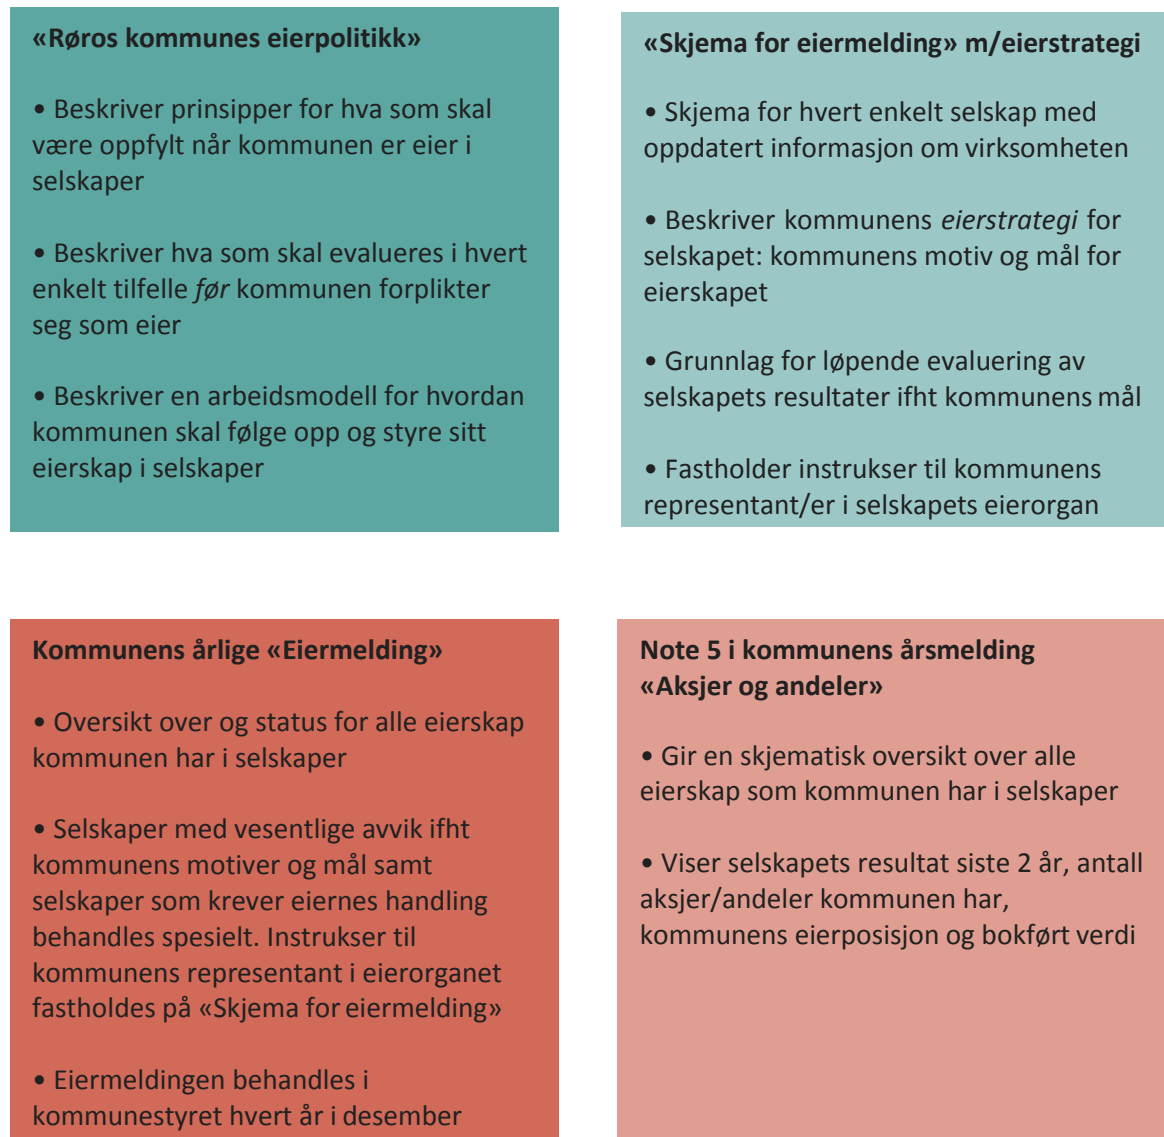 «Røros kommunes eierpolitikk»
• Beskriver prinsipper for hva som skal
være oppfylt når kommunen er eier i
selskaper
• Beskriver hva som skal evalueres i hvert
enkelt tilfelle før kommunen forplikter
seg som eier
• Beskriver en arbeidsmodell for hvordan
kommunen skal følge opp og styre sitt
eierskap i selskaper
«Skjema for eiermelding» m/eierstrategi
• Skjema for hvert enkelt selskap med
oppdatert informasjon om virksomheten
• Beskriver kommunens eierstrategi for
selskapet: kommunens motiv og mål for
eierskapet
• Grunnlag for løpende evaluering av
selskapets resultater ifht kommunens mål
• Fastholder instrukser til kommunens
representant/er i selskapets eierorgan
Kommunens årlige «Eiermelding»
• Oversikt over og status for alle eierskap
kommunen har i selskaper
• Selskaper med vesentlige avvik ifht
kommunens motiver og mål samt
selskaper som krever eiernes handling
behandles spesielt. Instrukser til
kommunens representant i eierorganet
fastholdes på «Skjema for eiermelding»
• Eiermeldingen behandles i
kommunestyret hvert år i desember
Note 5 i kommunens årsmelding
«Aksjer og andeler»
• Gir en skjematisk oversikt over alle
eierskap som kommunen har i selskaper
• Viser selskapets resultat siste 2 år, antall
aksjer/andeler kommunen har,
kommunens eierposisjon og bokført verdi